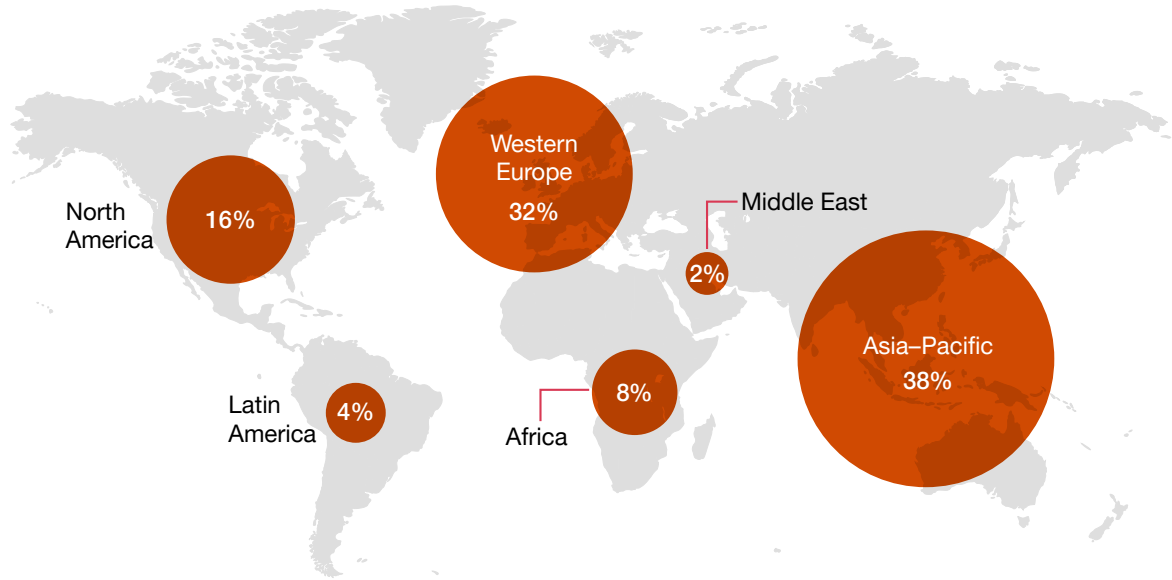 Western
Europe
32%
North
America
16%
Middle East
2%
Asia–Pacific
38%
Latin
America
4%
Africa
8%